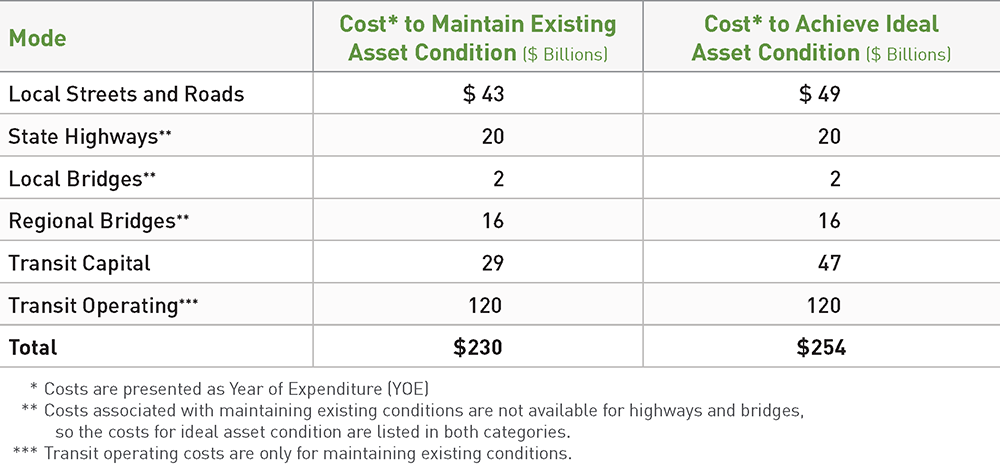 Mode
Cost* to Maintain Existing
Asset Condition ($ Billions)
Cost* to Achieve Ideal
Asset Condition ($ Billions)
Local Streets and Roads $ 43 $ 49
State Highways** 20 20
Local Bridges** 2 2
Regional Bridges** 16 16
Transit Capital 29 47
Transit Operating*** 120 120
Total $230 $254
* Costs are presented as Year of Expenditure (YOE)
** Costs associated with maintaining existing conditions are not available for highways and bridges,
so the costs for ideal asset condition are listed in both categories.
*** Transit operating costs are only for maintaining existing conditions.